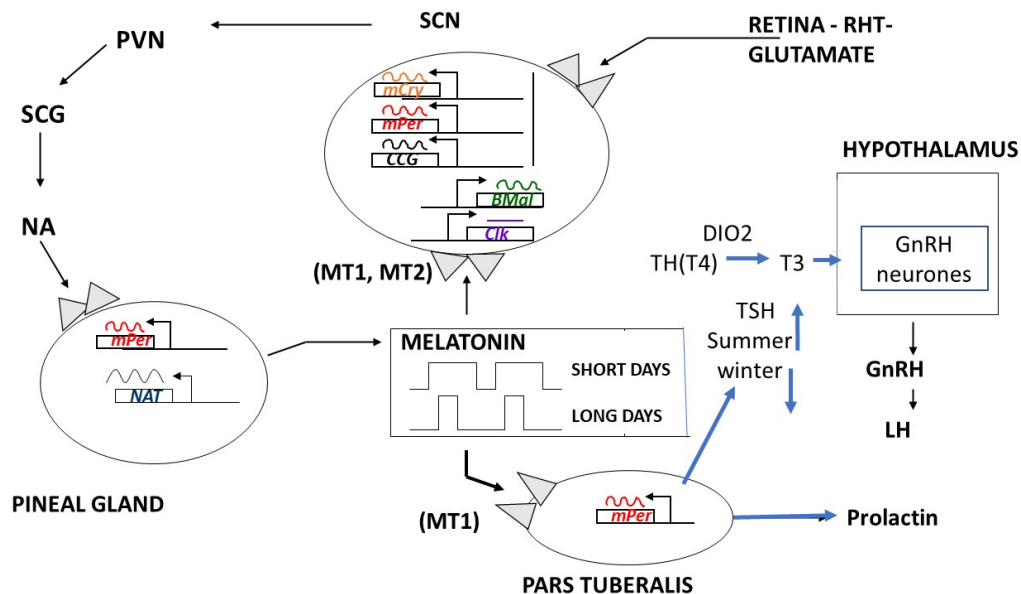 SCN
RETINA - RHT-
GLUTAMATE
PVN
SCG
NA
mCry
mPer
CCG
BMal
Clk
(MT1, MT2)
HYPOTHALAMUS
GnRH
neurones
DIO2
TH(T4)
T3
TSH
Summer
winter
GnRH
LH
mPer
NAT
PINEAL GLAND
MELATONIN
SHORT DAYS
LONG DAYS
(MT1)
mPer
Prolactin
PARS TUBERALIS